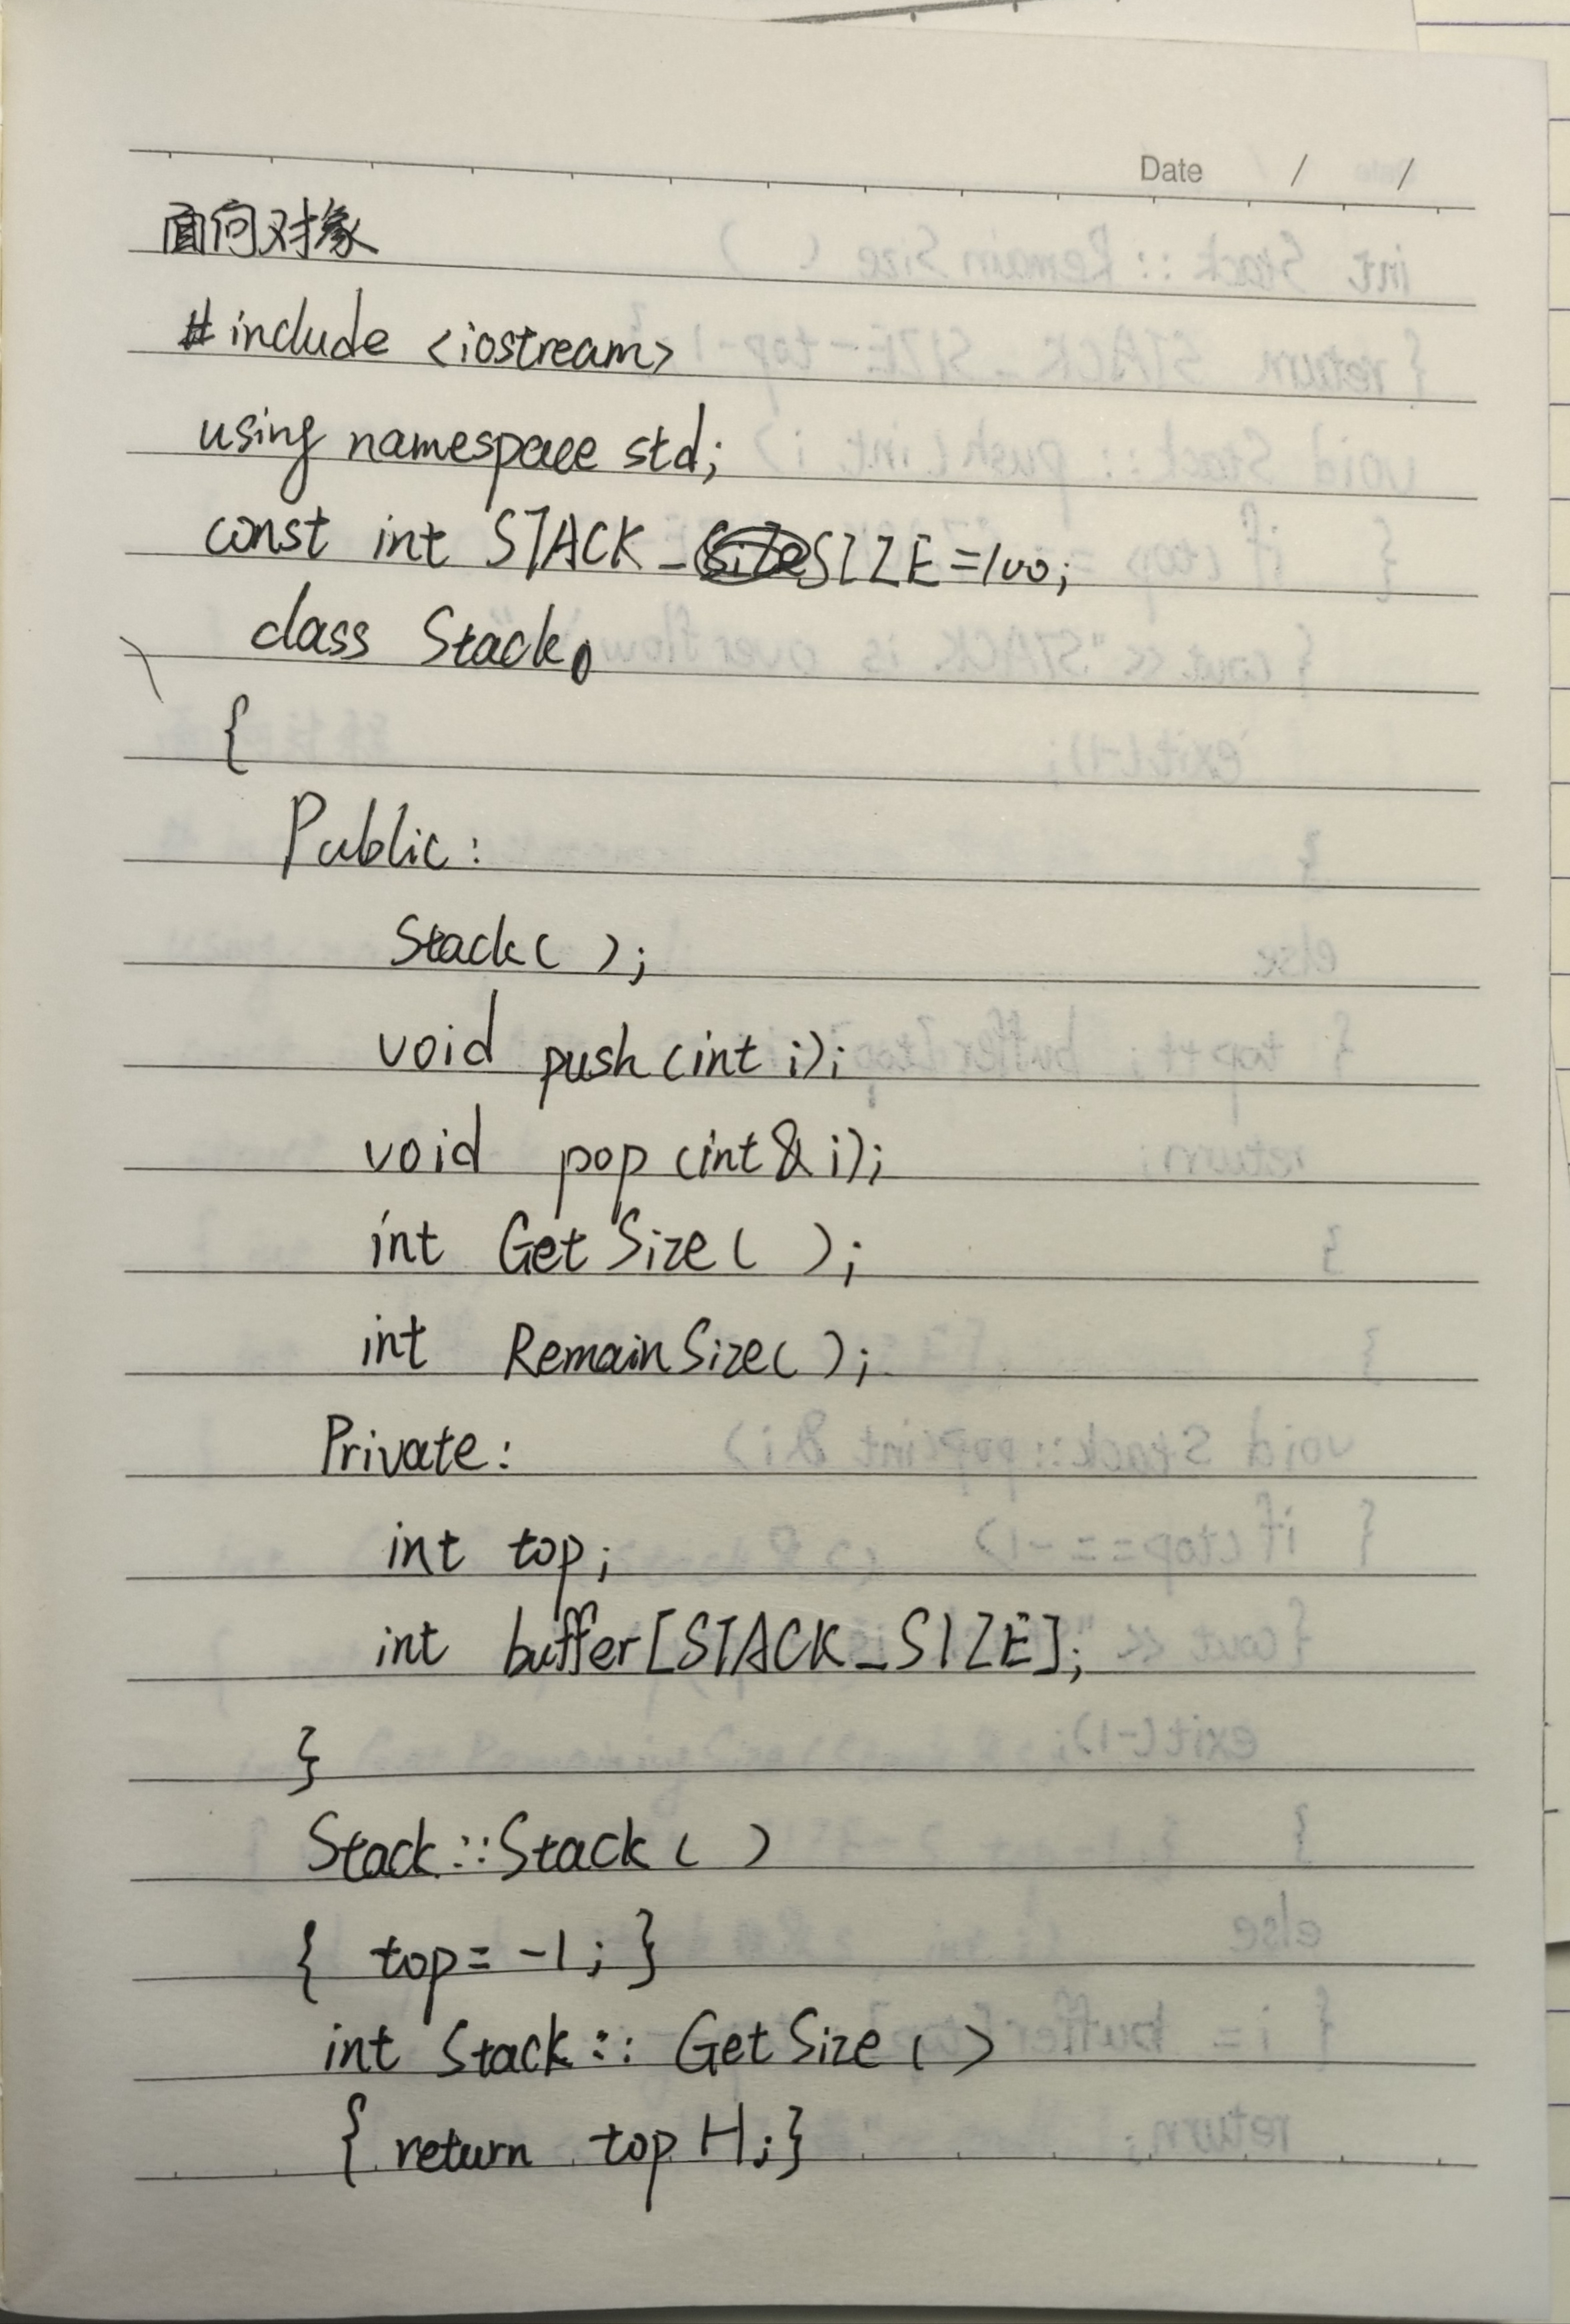 Date / /
面向对象
#include <iostream>
using namespace std;
const int STACK_SIZE=100;
class Stack
{
Public:
Stack( );
void push(int i);
void pop(int& i);
int GetSize( );
int RemainSize( );
Private:
int top;
int buffer[STACK_SIZE];
}
Stack::Stack( )
{ top= -1; }
int Stack:: GetSize( )
{ return top+1;}